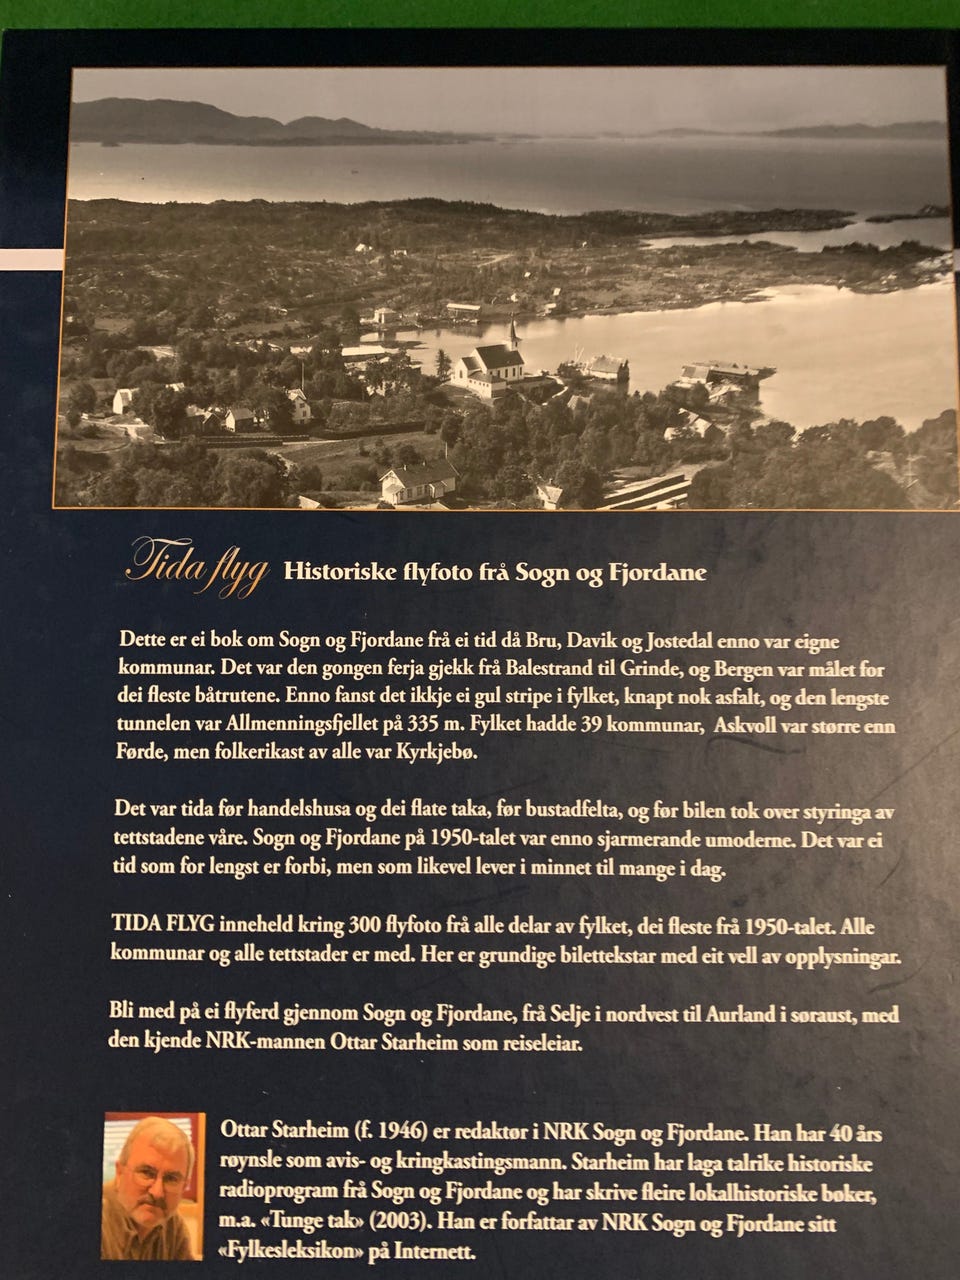 Tida flyg Historiske flyfoto frå Sogn og Fjordane
Dette er ei bok om Sogn og Fjordane frå ei tid då Bru, Davik og Jostedal enno var eigne
kommunar. Det var den gongen ferja gjekk frå Balestrand til Grinde, og Bergen var målet for
dei fleste båtrutene. Enno fanst det ikkje ei gul stripe i fylket, knapt nok asfalt, og den lengste
tunnelen var Allmenningsfjellet på 335 m. Fylket hadde 39 kommunar, Askvoll var større enn
Førde, men folkerikast av alle var Kyrkjebø.
Det var tida før handelshusa og dei flate taka, før bustadfelta, og før bilen tok over styringa av
tettstadene våre. Sogn og Fjordane på 1950-talet var enno sjarmerande umoderne. Det var ei
tid som for lengst er forbi, men som likevel lever i minnet til mange i dag.
TIDA FLYG inneheld kring 300 flyfoto frå alle delar av fylket, dei fleste frå 1950-talet. Alle
kommunar og alle tettstader er med. Her er grundige bilettekstar med eit vell av opplysningar.
Bli med på ei flyferd gjennom Sogn og Fjordane, frå Selje i nordvest til Aurland i søraust, med
den kjende NRK-mannen Ottar Starheim som reiseleiar.
Ottar Starheim (f. 1946) er redaktør i NRK Sogn og Fjordane. Han har 40 års
røynsle som avis- og kringkastingsmann. Starheim har laga talrike historiske
radioprogram frå Sogn og Fjordane og har skrive fleire lokalhistoriske bøker,
m.a. «Tunge tak» (2003). Han er forfattar av NRK Sogn og Fjordane sitt
«Fylkesleksikon» på Internett.